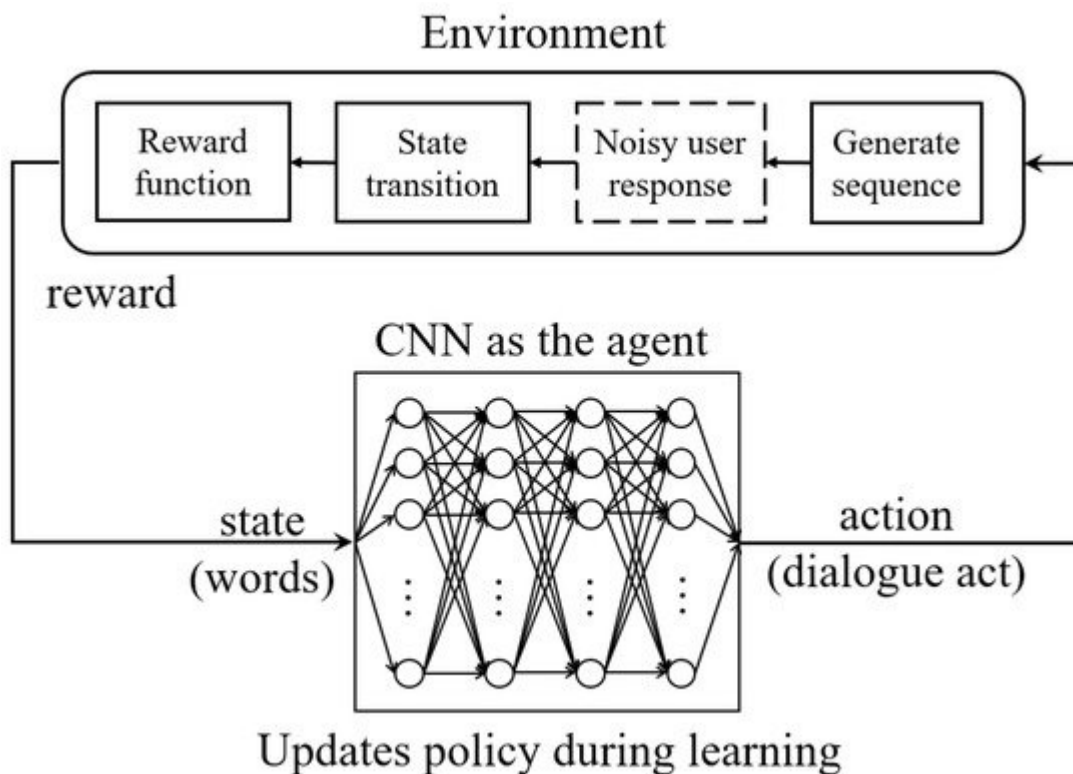 Environment
Reward
function
State
transition
Noisy user
response
Generate
sequence
reward
CNN as the agent
state
(words)
action
(dialogue act)
Updates policy during learning